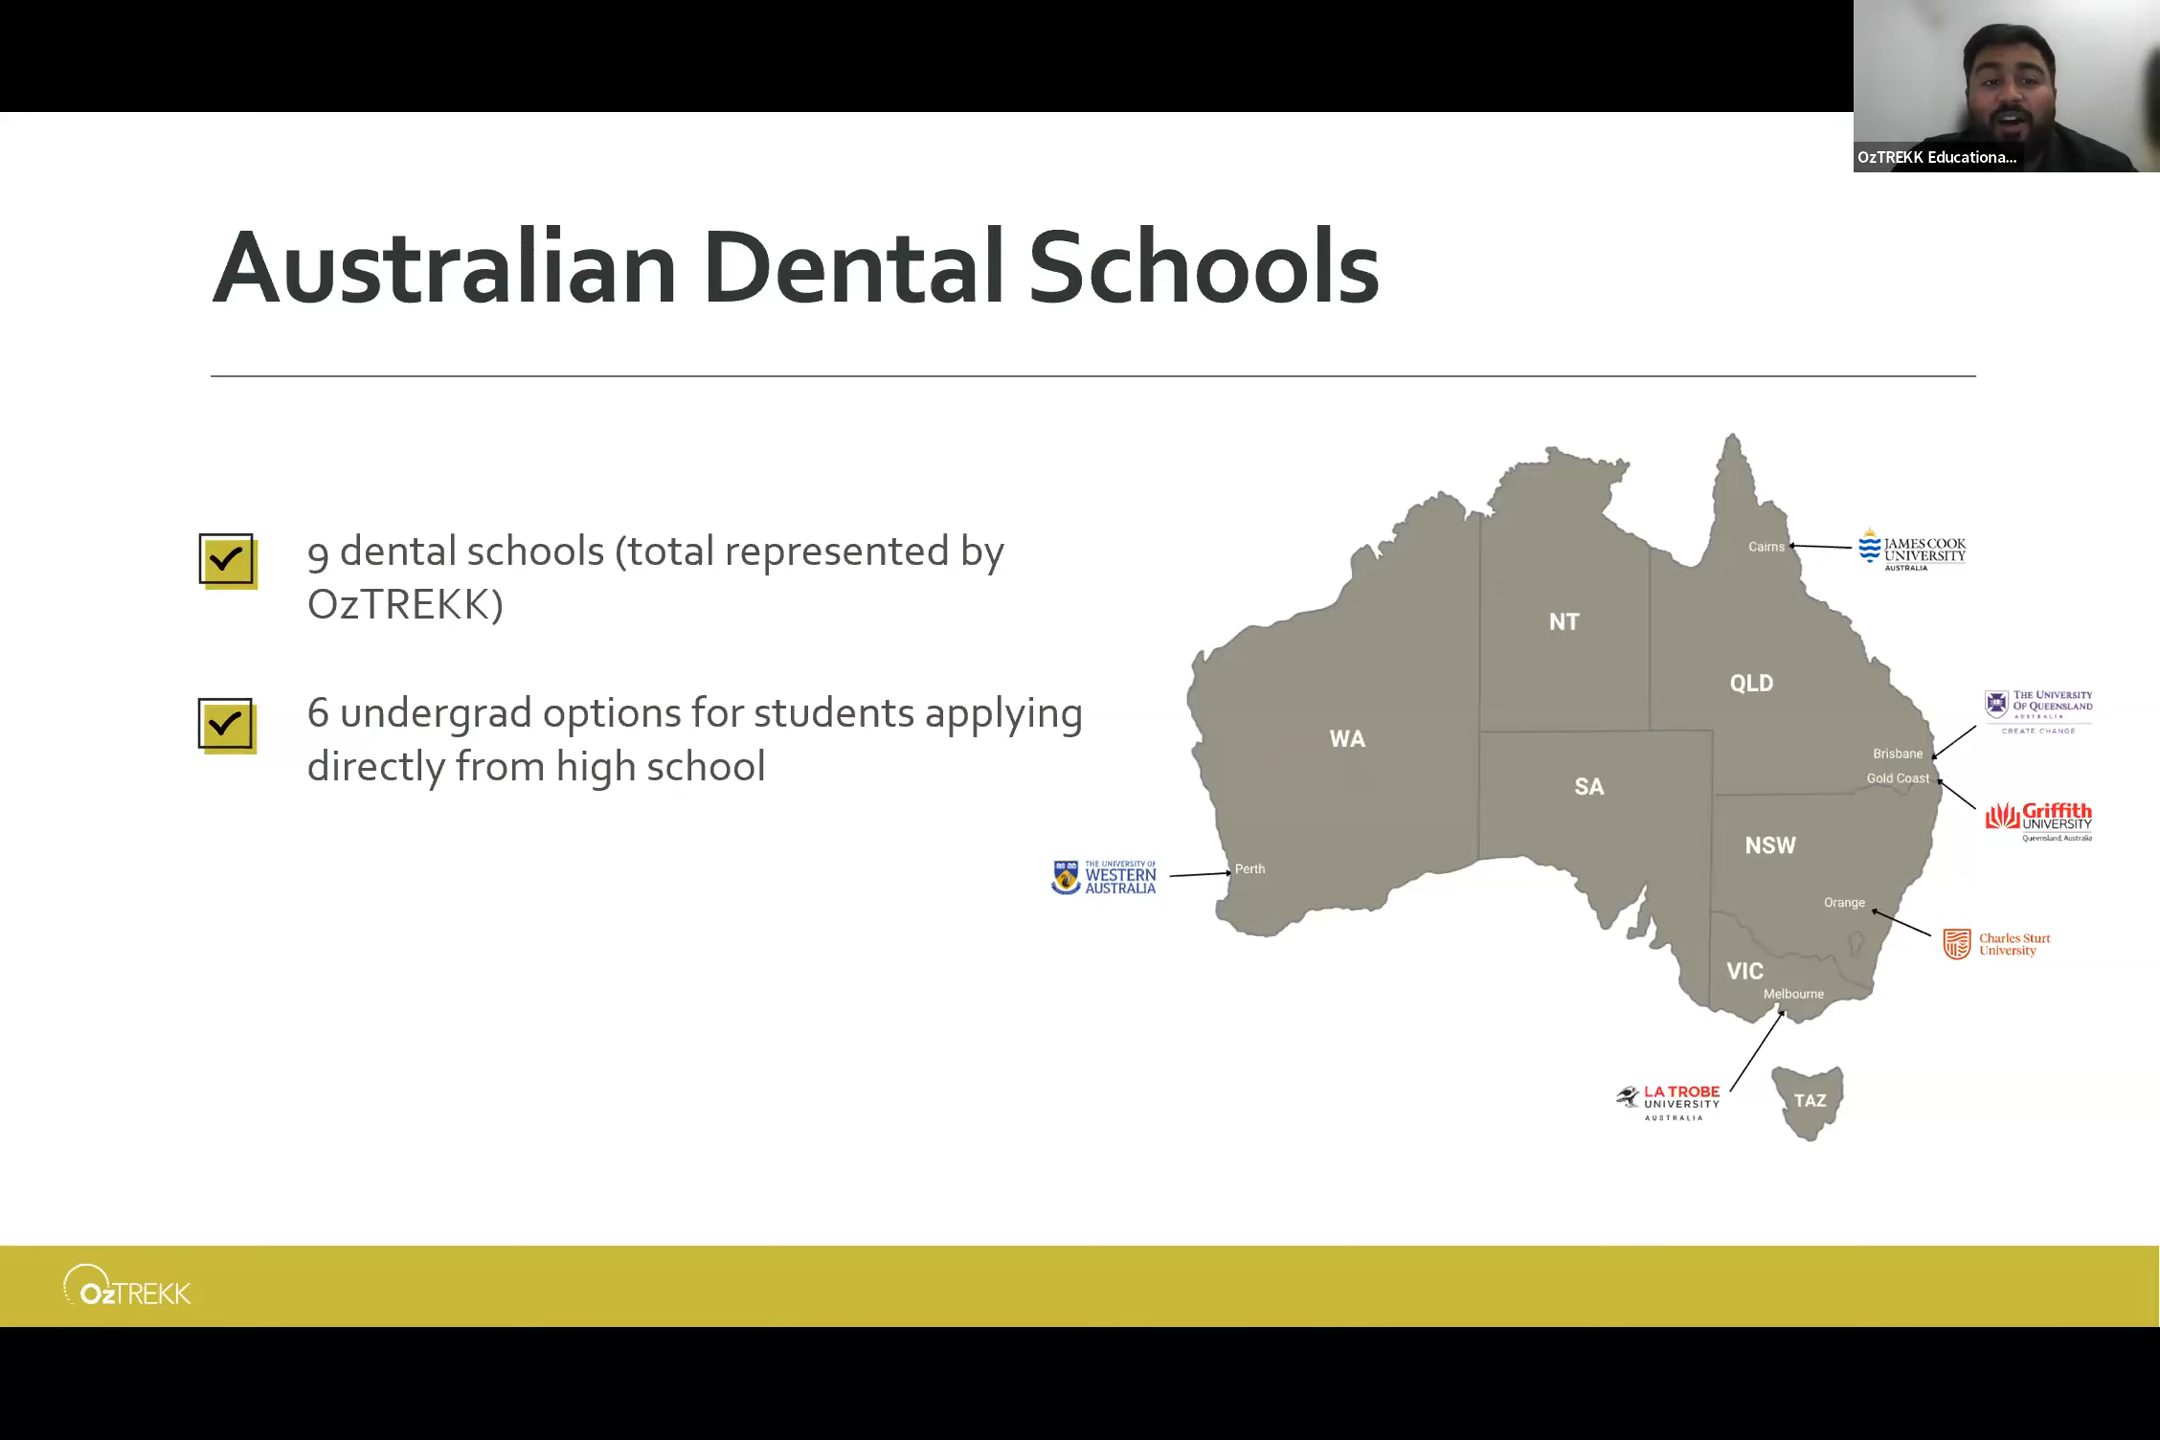 OzTREKK Educationa...
Australian Dental Schools
9 dental schools (total represented by
OzTREKK)
6 undergrad options for students applying
directly from high school
Cairns
JAMES COOK
UNIVERSITY
AUSTRALIA
NT
QLD
THE UNIVERSITY
OF QUEENSLAND
AUSTRALIA
CREATE CHANGE
WA
Brisbane
Gold Coast
SA
Griffith
UNIVERSITY
Queensland, Australia
NSW
THE UNIVERSITY OF
WESTERN
AUSTRALIA
Perth
Orange
Charles Sturt
University
VIC
Melbourne
LA TROBE
UNIVERSITY
AUSTRALIA
TAZ
OzTREKK